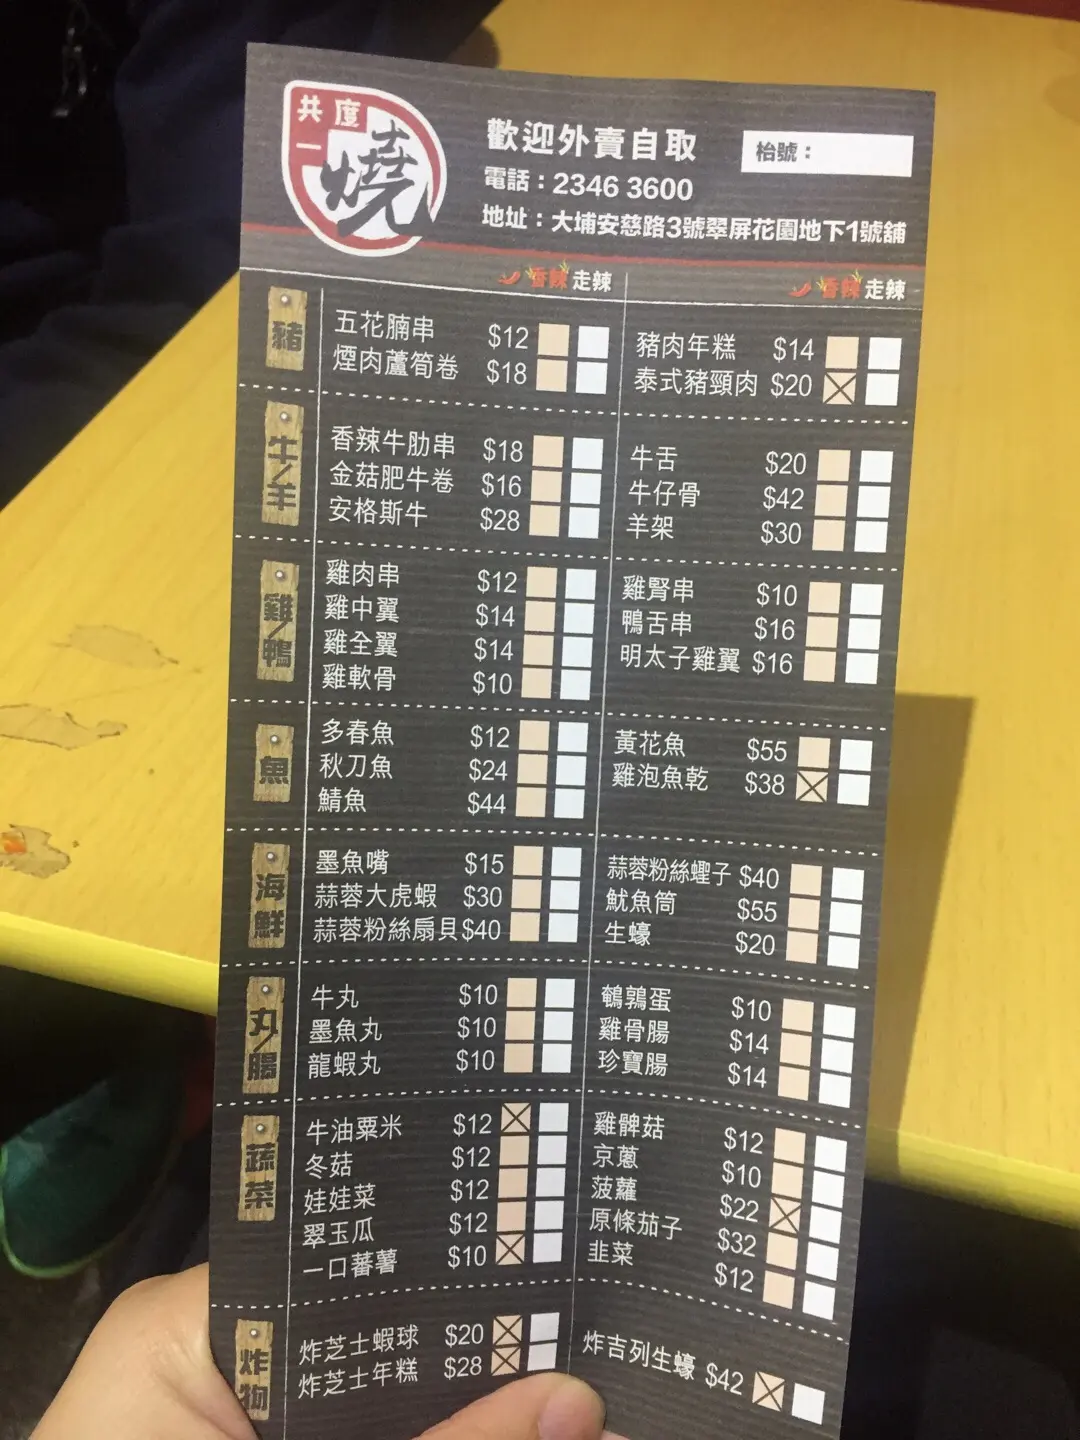 共度
一燒
歡迎外賣自取
枱號：
電話：2346 3600
地址：大埔安慈路3號翠屏花園地下1號舖
香辣 走辣
香辣 走辣
豬
五花腩串 $12
煙肉蘆筍卷 $18
豬肉年糕 $14
泰式豬頸肉 $20
牛/羊
香辣牛肋串 $18
金菇肥牛卷 $16
安格斯牛 $28
牛舌 $20
牛仔骨 $42
羊架 $30
雞/鴨
雞肉串 $12
雞中翼 $14
雞全翼 $14
雞軟骨 $10
雞腎串 $10
鴨舌串 $16
明太子雞翼 $16
魚
多春魚 $12
秋刀魚 $24
鯖魚 $44
黃花魚 $55
雞泡魚乾 $38
海鮮
墨魚嘴 $15
蒜蓉大虎蝦 $30
蒜蓉粉絲扇貝 $40
蒜蓉粉絲蟶子 $40
魷魚筒 $55
生蠔 $20
丸/腸
牛丸 $10
墨魚丸 $10
龍蝦丸 $10
鵪鶉蛋 $10
雞骨腸 $14
珍寶腸 $14
蔬菜
牛油粟米 $12
冬菇 $12
娃娃菜 $12
翠玉瓜 $12
一口蕃薯 $10
雞髀菇 $12
京蔥 $10
菠蘿 $22
原條茄子 $32
韭菜 $12
炸物
炸芝士蝦球 $20
炸芝士年糕 $28
炸吉列生蠔 $42